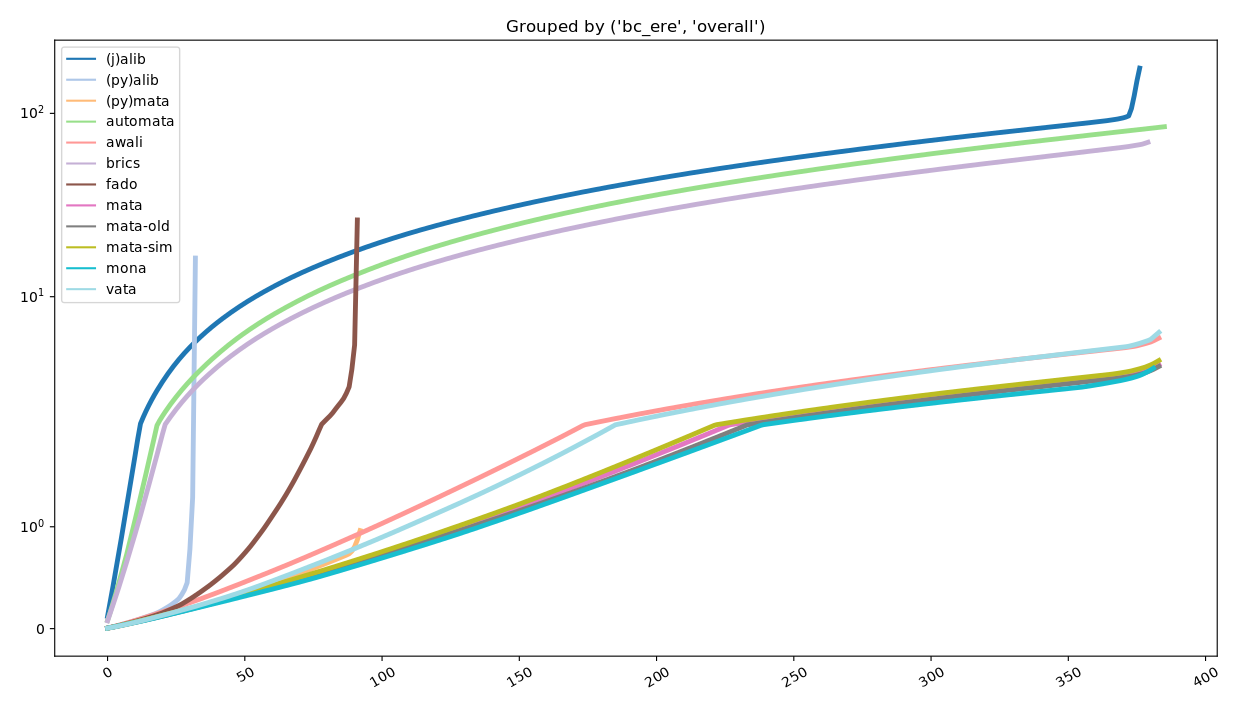 Grouped by ('bc_ere', 'overall')
(j)alib
(py)alib
(py)mata
automata
awali
brics
fado
mata
mata-old
mata-sim
mona
vata
10²
10¹
10⁰
0
0 50 100 150 200 250 300 350 400